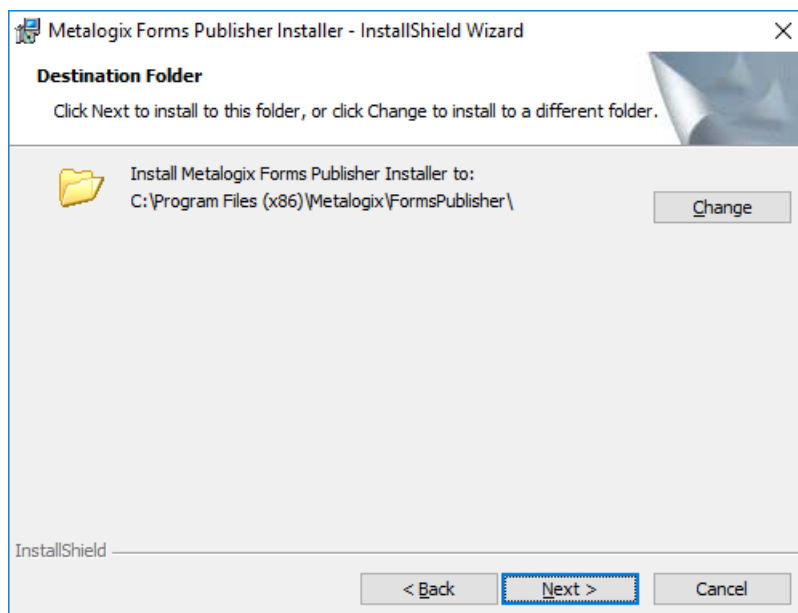 Metalogix Forms Publisher Installer - InstallShield Wizard
Destination Folder
Click Next to install to this folder, or click Change to install to a different folder.
Install Metalogix Forms Publisher Installer to:
C:\Program Files (x86)\Metalogix\FormsPublisher\
Change
InstallShield
< Back
Next >
Cancel